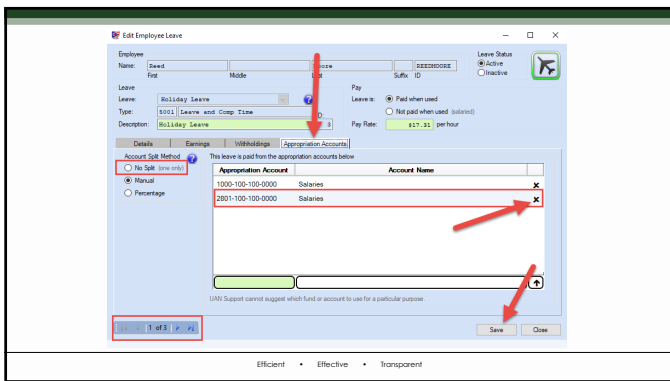 Edit Employee Leave
Employee
Name: Reed Moore REEDMOORE
First Middle Last Suffix ID
Leave Status
Active
Inactive
Leave
Leave: Holiday Leave
Type: 5001 Leave and Comp Time
ID:
Description: Holiday Leave 3
Pay
Leave is: Paid when used
Not paid when used (salaried)
Pay Rate: $17.31 per hour
Details Earnings Withholdings Appropriation Accounts
Account Split Method
No Split (one only)
Manual
Percentage
This leave is paid from the appropriation accounts below
Appropriation Account Account Name
1000-100-100-0000 Salaries
2801-100-100-0000 Salaries
UAN Support cannot suggest which fund or account to use for a particular purpose.
1 of 3
Save Close
Efficient • Effective • Transparent